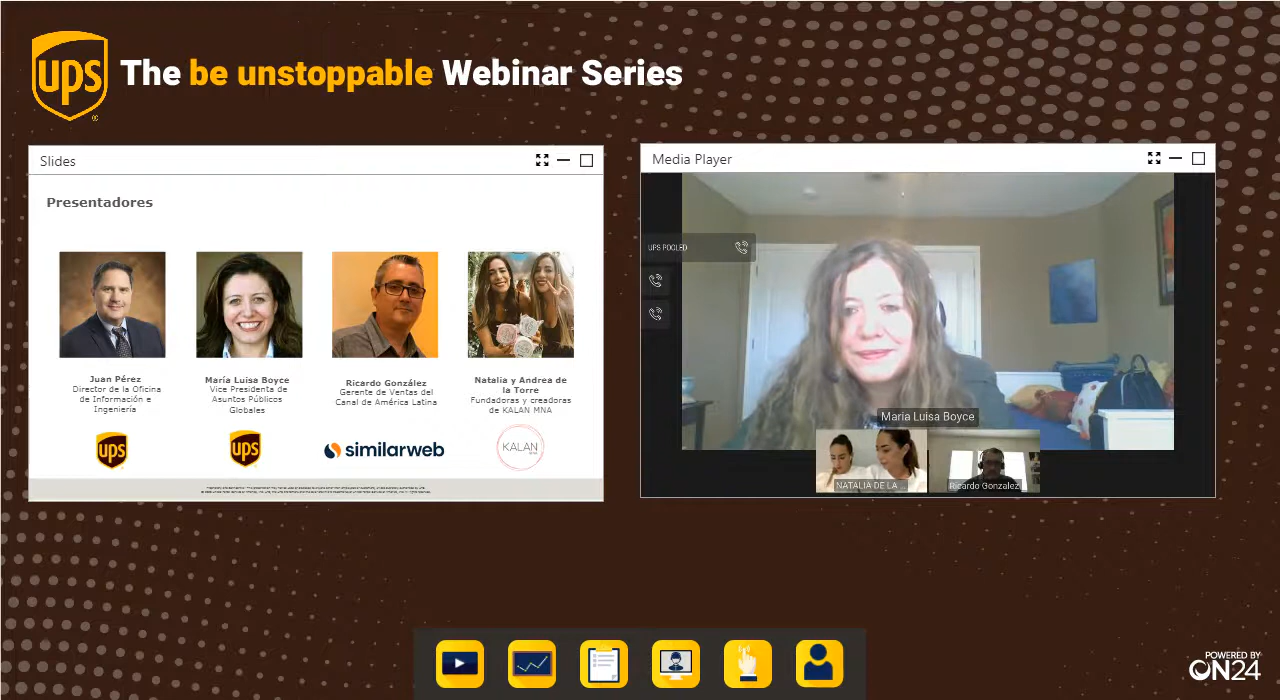 ups
The be unstoppable Webinar Series
Slides
Presentadores
Juan Pérez
Director de la Oficina
de Información e
Ingeniería
ups
María Luisa Boyce
Vice Presidenta de
Asuntos Públicos
Globales
ups
Ricardo González
Gerente de Ventas del
Canal de América Latina
similarweb
Natalia y Andrea de
la Torre
Fundadoras y creadoras
de KALAN MNA
KALAN
Media Player
UPS POOLED
Maria Luisa Boyce
NATALIA DE LA ...
Ricardo Gonzalez
POWERED BY
ON24